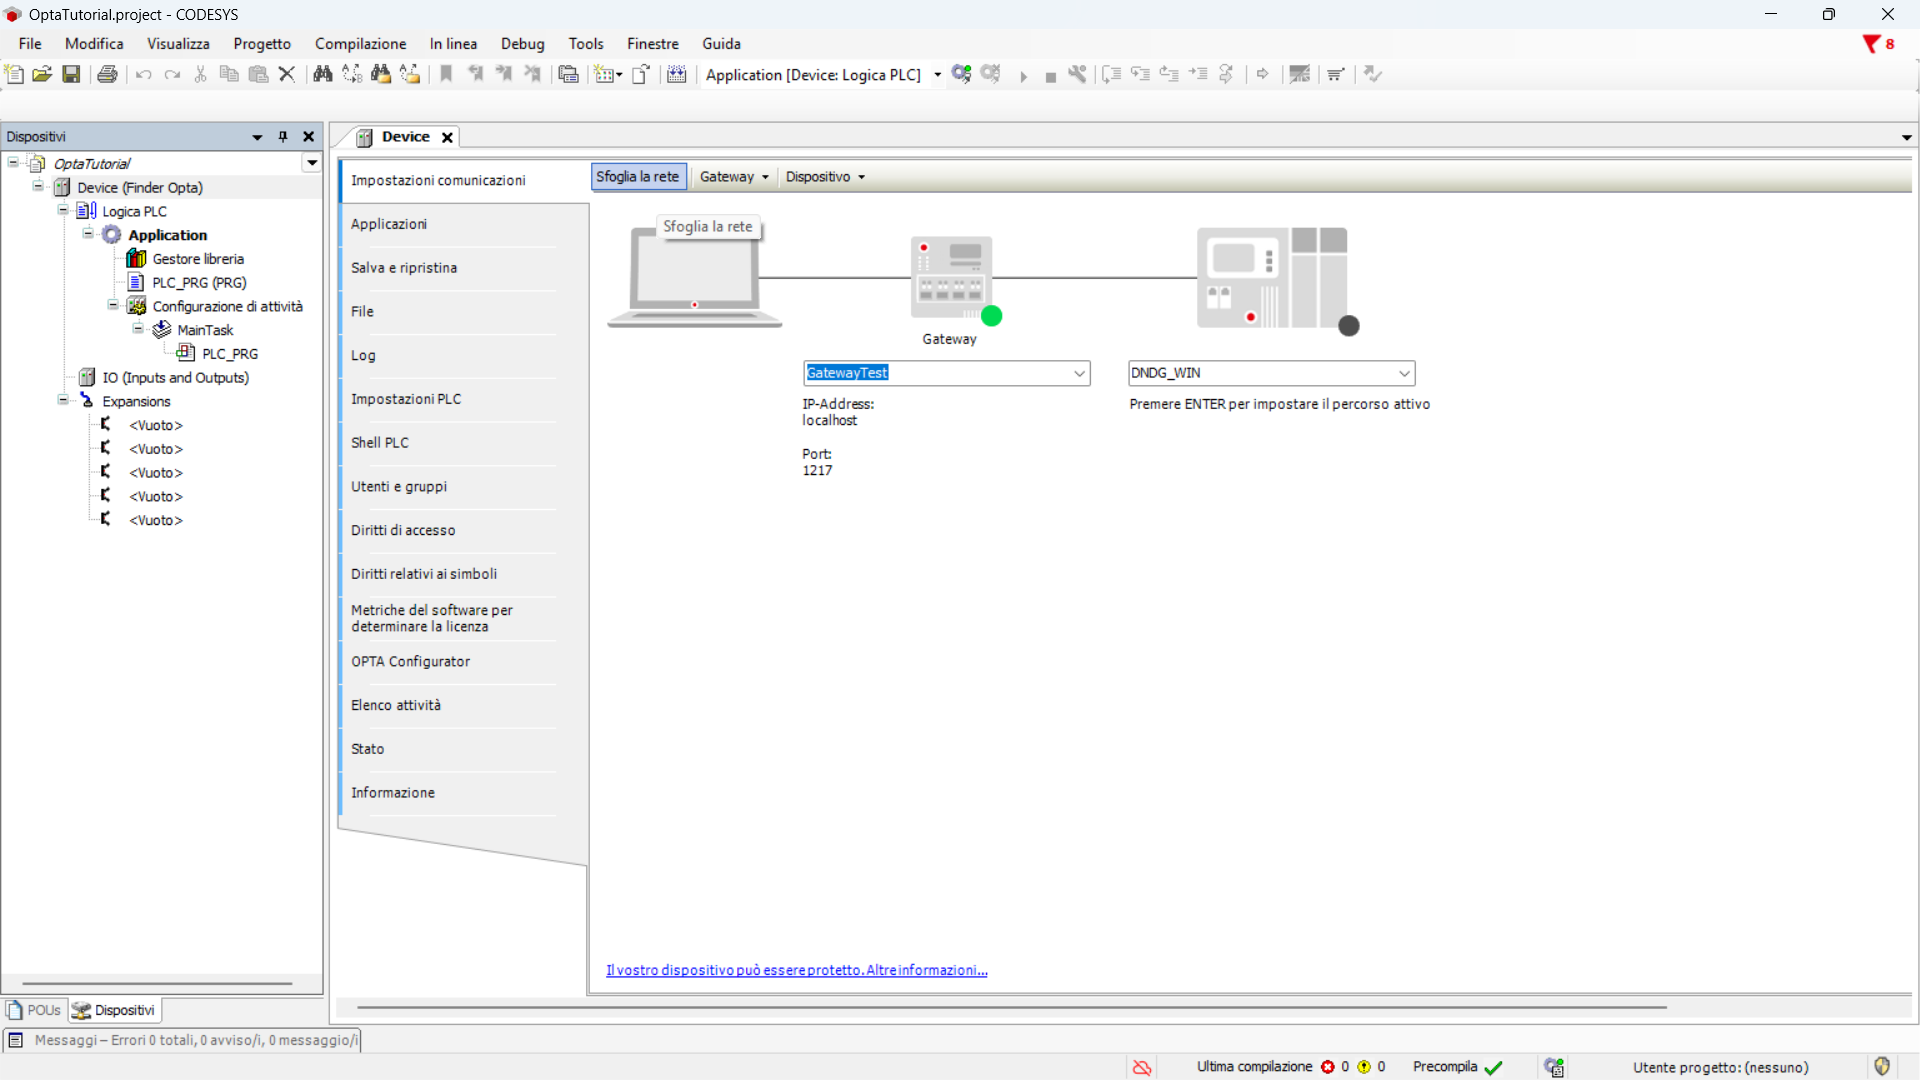 OptaTutorial.project - CODESYS
File Modifica Visualizza Progetto Compilazione In linea Debug Tools Finestre Guida
8
Application [Device: Logica PLC]
Dispositivi
OptaTutorial
Device (Finder Opta)
Logica PLC
Application
Gestore libreria
PLC_PRG (PRG)
Configurazione di attività
MainTask
PLC_PRG
IO (Inputs and Outputs)
Expansions
<Vuoto>
<Vuoto>
<Vuoto>
<Vuoto>
<Vuoto>
POUs Dispositivi
Device
Impostazioni comunicazioni
Applicazioni
Salva e ripristina
File
Log
Impostazioni PLC
Shell PLC
Utenti e gruppi
Diritti di accesso
Diritti relativi ai simboli
Metriche del software per
determinare la licenza
OPTA Configurator
Elenco attività
Stato
Informazione
Sfoglia la rete Gateway Dispositivo
Sfoglia la rete
Gateway
GatewayTest
IP-Address:
localhost
Port:
1217
DNDG_WIN
Premere ENTER per impostare il percorso attivo
Il vostro dispositivo può essere protetto. Altre informazioni...
Messaggi – Errori 0 totali, 0 avviso/i, 0 messaggio/i
Ultima compilazione 0 0 Precompila Utente progetto: (nessuno)